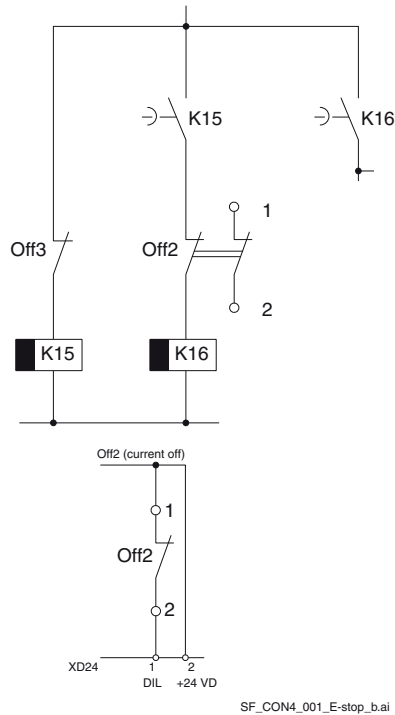 K15
K16
1
Off3
Off2
2
K15
K16
Off2 (current off)
1
Off2
2
XD24
1
2
DIL
+24 VD
SF_CON4_001_E-stop_b.ai